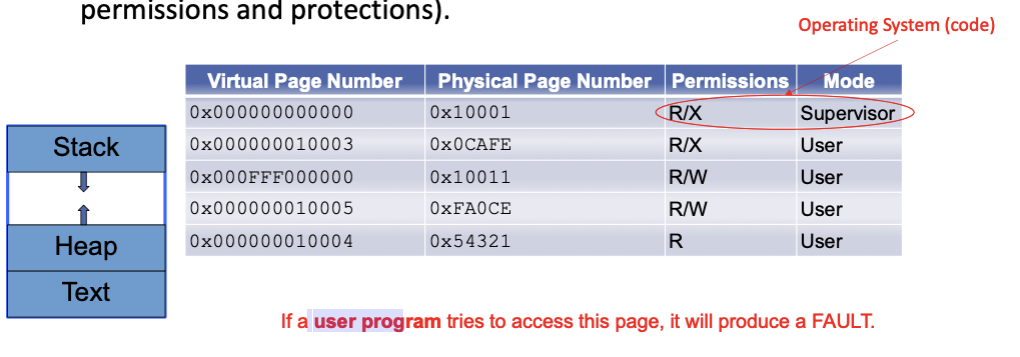 permissions and protections).
Operating System (code)
Virtual Page Number Physical Page Number Permissions Mode
0x000000000000 0x10001 R/X Supervisor
0x000000010003 0x0CAFE R/X User
0x000FFF000000 0x10011 R/W User
0x000000010005 0xFA0CE R/W User
0x000000010004 0x54321 R User
Stack
Heap
Text
If a user program tries to access this page, it will produce a FAULT.